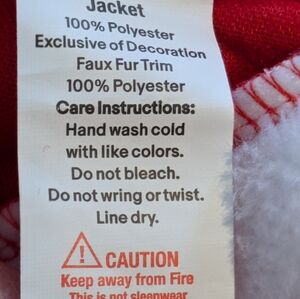 Jacket
100% Polyester
Exclusive of Decoration
Faux Fur Trim
100% Polyester
Care Instructions:
Hand wash cold
with like colors.
Do not bleach.
Do not wring or twist.
Line dry.
! CAUTION
Keep away from Fire
This is not sleepwear